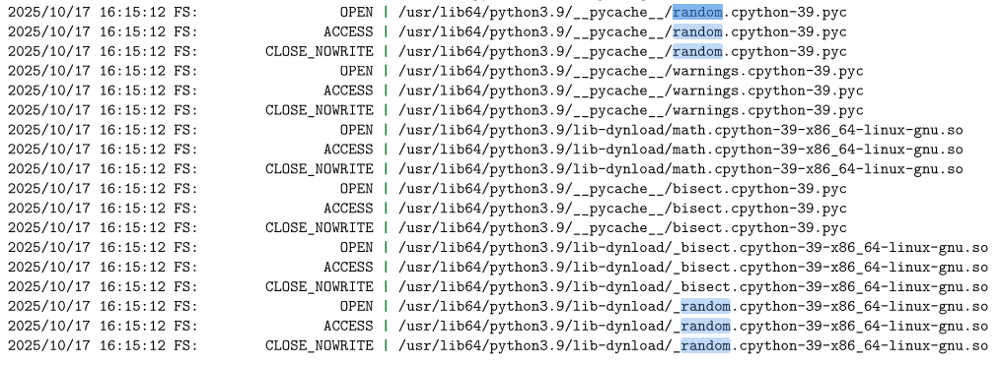 2025/10/17 16:15:12 FS: OPEN | /usr/lib64/python3.9/__pycache__/random.cpython-39.pyc
2025/10/17 16:15:12 FS: ACCESS | /usr/lib64/python3.9/__pycache__/random.cpython-39.pyc
2025/10/17 16:15:12 FS: CLOSE_NOWRITE | /usr/lib64/python3.9/__pycache__/random.cpython-39.pyc
2025/10/17 16:15:12 FS: OPEN | /usr/lib64/python3.9/__pycache__/warnings.cpython-39.pyc
2025/10/17 16:15:12 FS: ACCESS | /usr/lib64/python3.9/__pycache__/warnings.cpython-39.pyc
2025/10/17 16:15:12 FS: CLOSE_NOWRITE | /usr/lib64/python3.9/__pycache__/warnings.cpython-39.pyc
2025/10/17 16:15:12 FS: OPEN | /usr/lib64/python3.9/lib-dynload/math.cpython-39-x86_64-linux-gnu.so
2025/10/17 16:15:12 FS: ACCESS | /usr/lib64/python3.9/lib-dynload/math.cpython-39-x86_64-linux-gnu.so
2025/10/17 16:15:12 FS: CLOSE_NOWRITE | /usr/lib64/python3.9/lib-dynload/math.cpython-39-x86_64-linux-gnu.so
2025/10/17 16:15:12 FS: OPEN | /usr/lib64/python3.9/__pycache__/bisect.cpython-39.pyc
2025/10/17 16:15:12 FS: ACCESS | /usr/lib64/python3.9/__pycache__/bisect.cpython-39.pyc
2025/10/17 16:15:12 FS: CLOSE_NOWRITE | /usr/lib64/python3.9/__pycache__/bisect.cpython-39.pyc
2025/10/17 16:15:12 FS: OPEN | /usr/lib64/python3.9/lib-dynload/_bisect.cpython-39-x86_64-linux-gnu.so
2025/10/17 16:15:12 FS: ACCESS | /usr/lib64/python3.9/lib-dynload/_bisect.cpython-39-x86_64-linux-gnu.so
2025/10/17 16:15:12 FS: CLOSE_NOWRITE | /usr/lib64/python3.9/lib-dynload/_bisect.cpython-39-x86_64-linux-gnu.so
2025/10/17 16:15:12 FS: OPEN | /usr/lib64/python3.9/lib-dynload/_random.cpython-39-x86_64-linux-gnu.so
2025/10/17 16:15:12 FS: ACCESS | /usr/lib64/python3.9/lib-dynload/_random.cpython-39-x86_64-linux-gnu.so
2025/10/17 16:15:12 FS: CLOSE_NOWRITE | /usr/lib64/python3.9/lib-dynload/_random.cpython-39-x86_64-linux-gnu.so